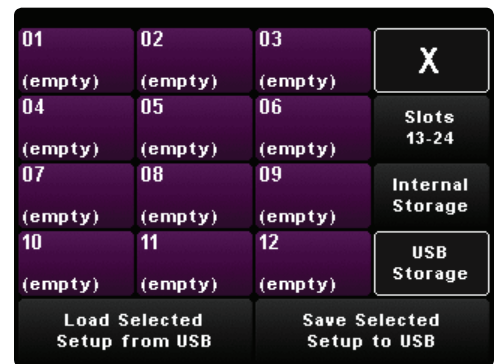 01 02 03
(empty) (empty) (empty)
X
04 05 06
(empty) (empty) (empty)
Slots
13-24
07 08 09
(empty) (empty) (empty)
Internal
Storage
10 11 12
(empty) (empty) (empty)
USB
Storage
Load Selected
Setup from USB
Save Selected
Setup to USB